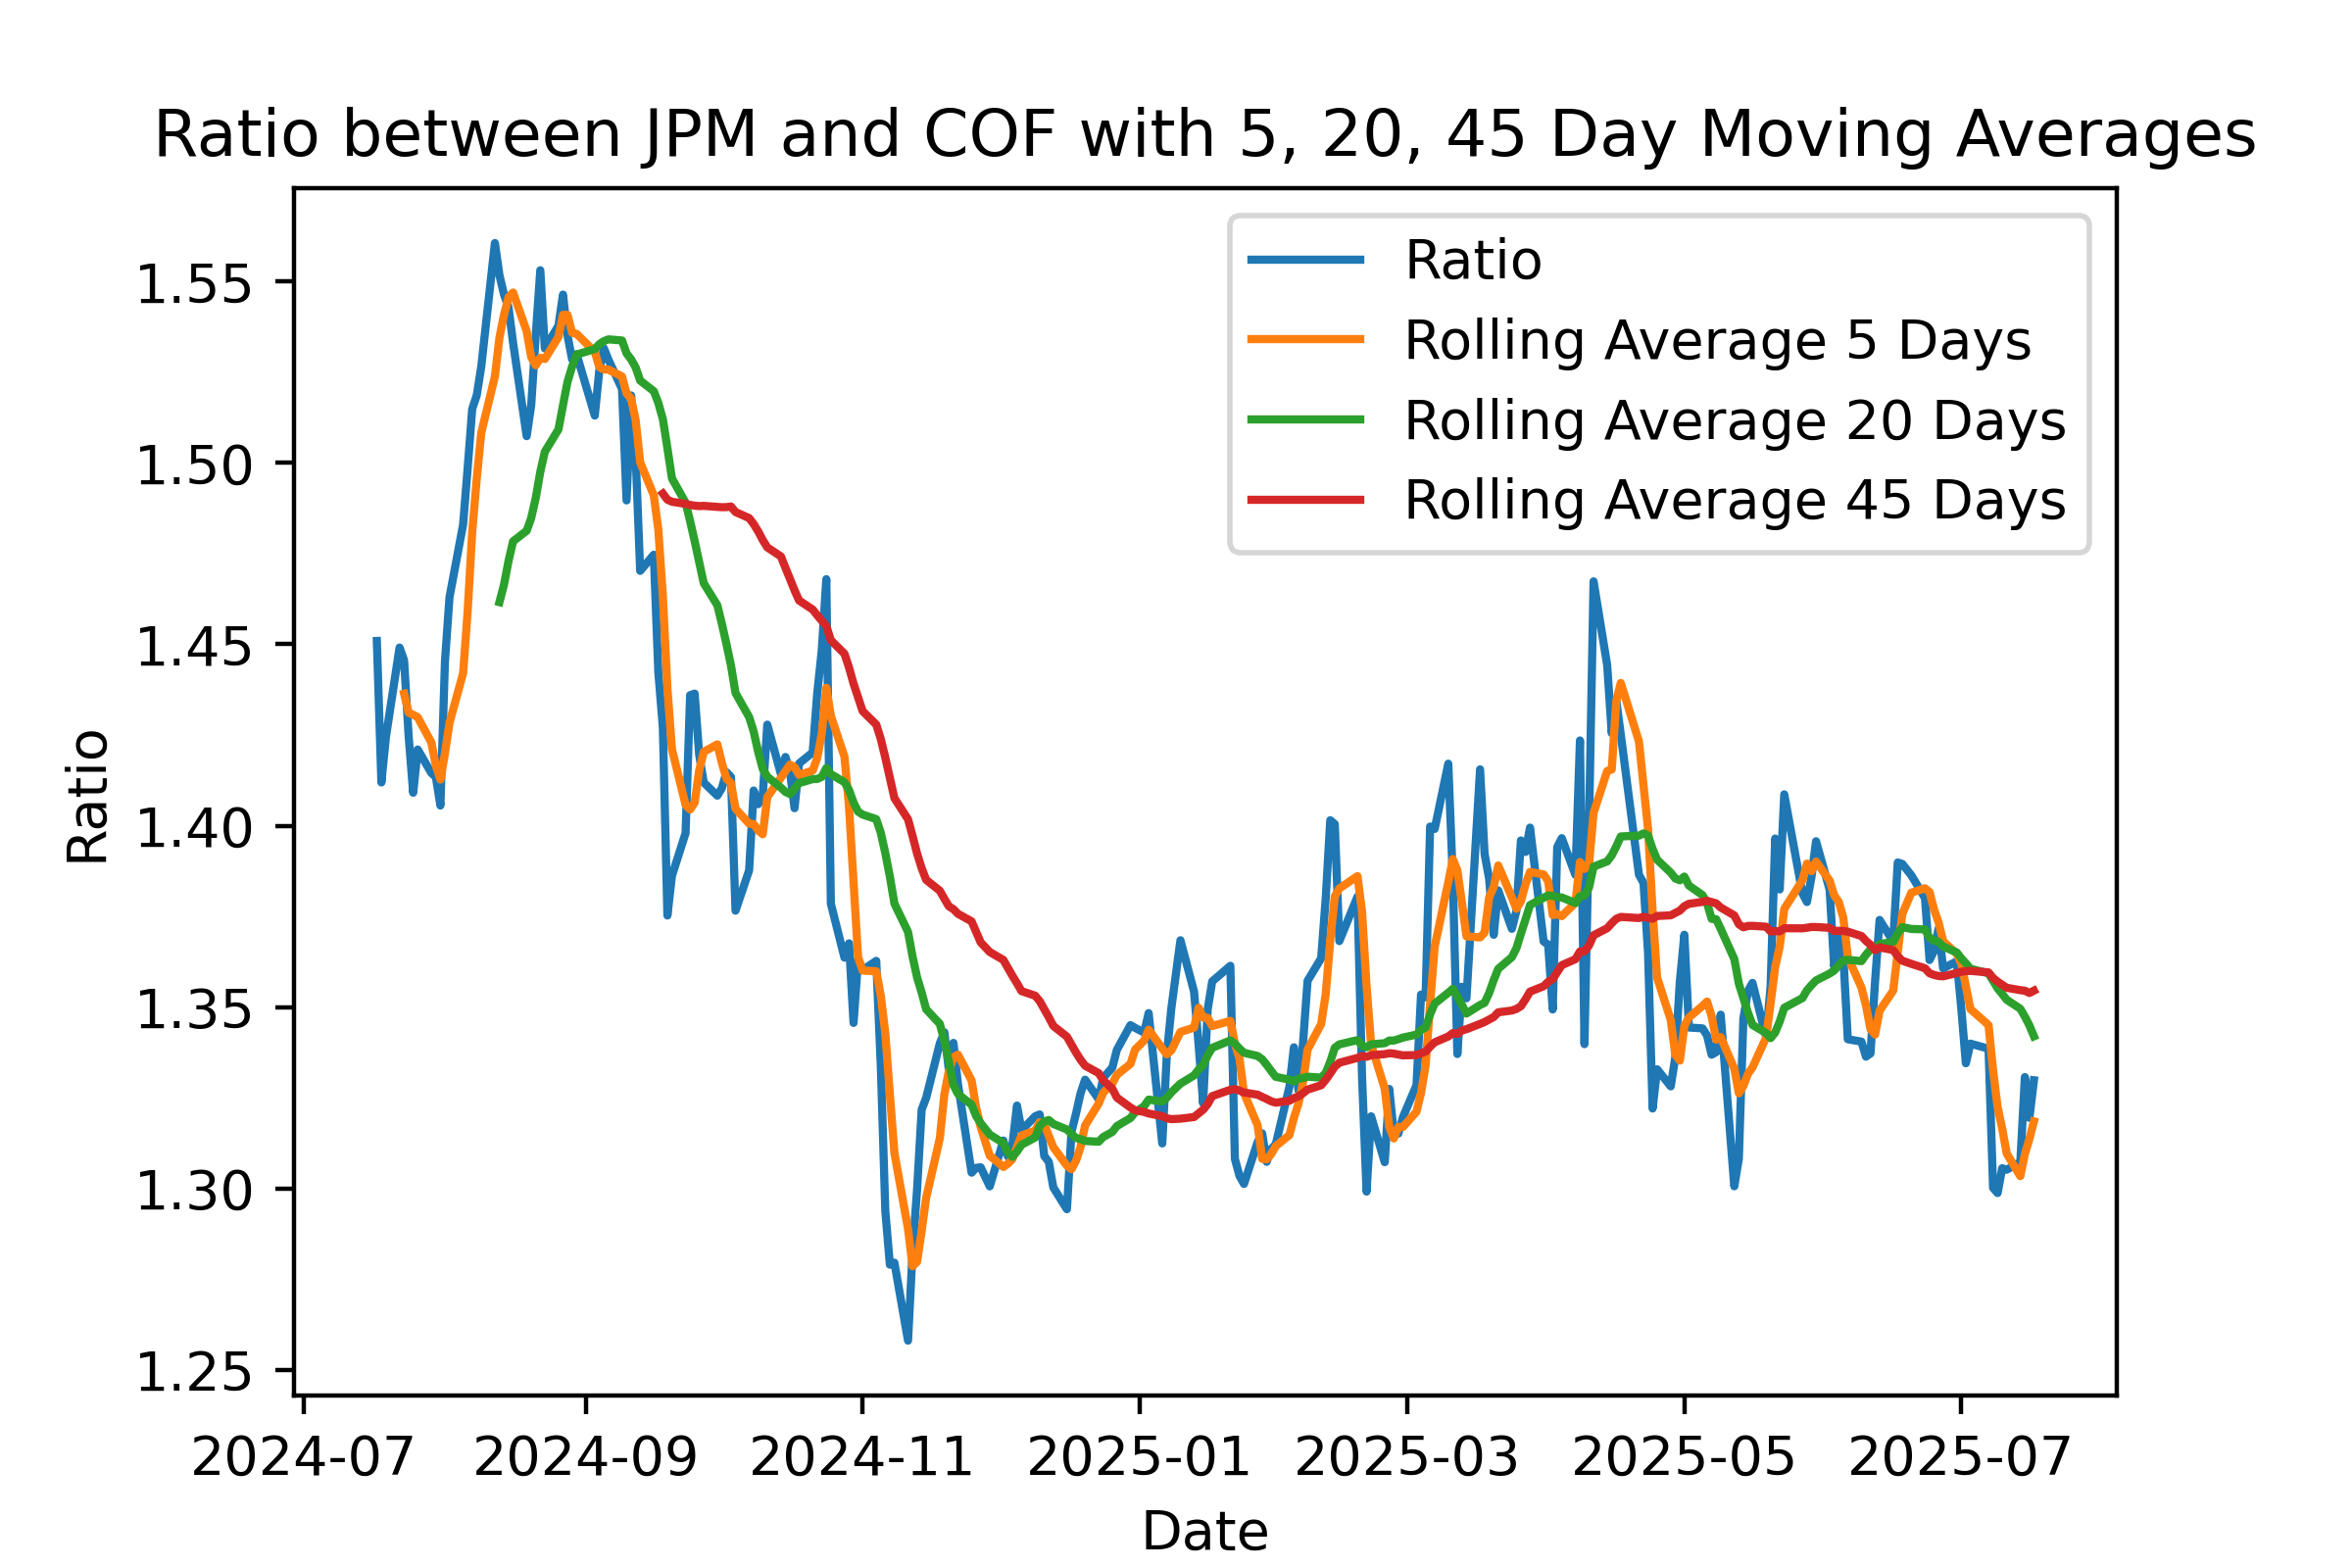 Ratio between JPM and COF with 5, 20, 45 Day Moving Averages
Ratio
Rolling Average 5 Days
Rolling Average 20 Days
Rolling Average 45 Days
1.55
1.50
1.45
1.40
1.35
1.30
1.25
Ratio
2024-07 2024-09 2024-11 2025-01 2025-03 2025-05 2025-07
Date